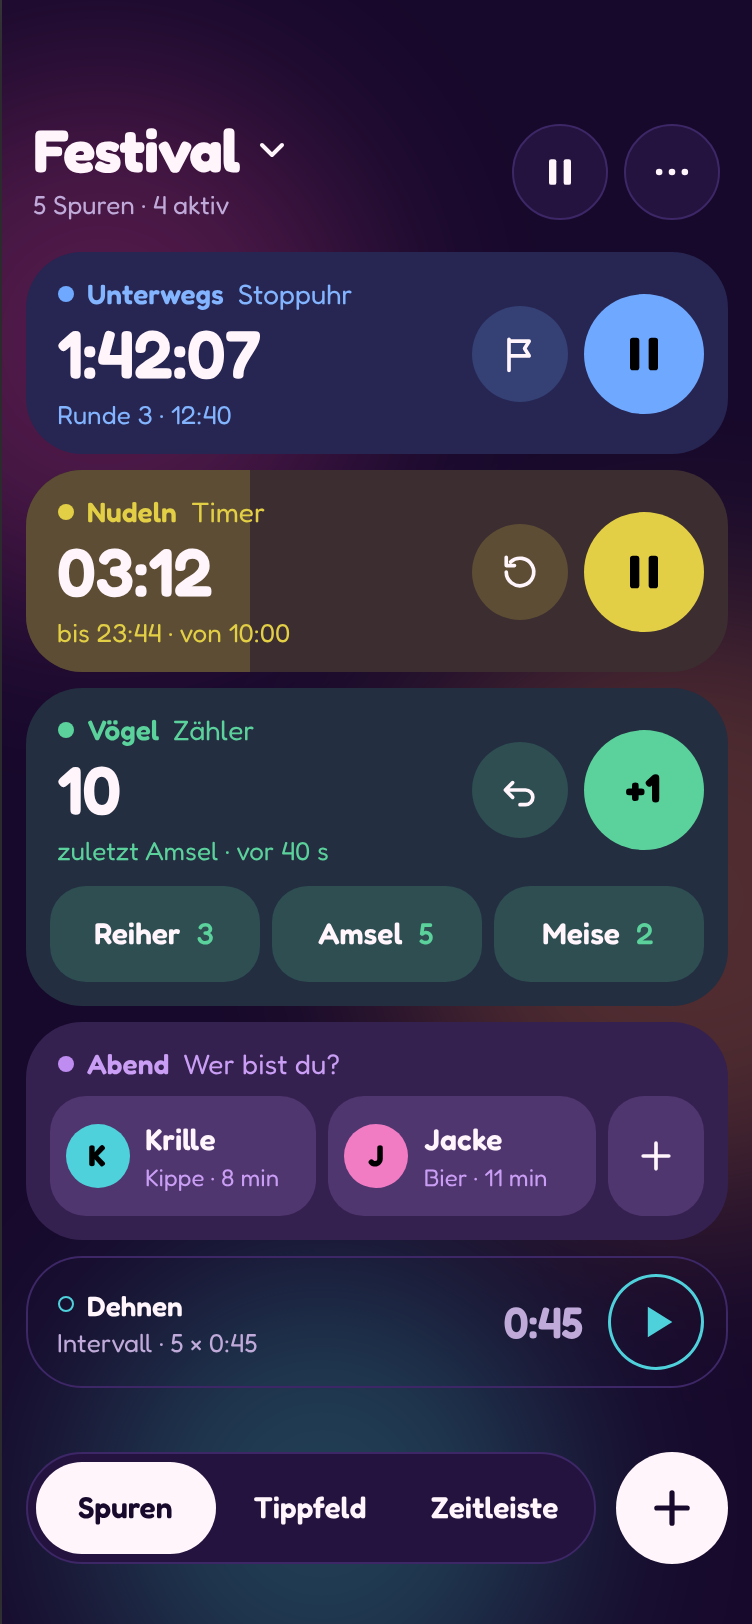 Festival
5 Spuren · 4 aktiv
Unterwegs Stoppuhr
1:42:07
Runde 3 · 12:40
Nudeln Timer
03:12
bis 23:44 · von 10:00
Vögel Zähler
10
+1
zuletzt Amsel · vor 40 s
Reiher 3 Amsel 5 Meise 2
Abend Wer bist du?
K Krille J Jacke
Kippe · 8 min Bier · 11 min
Dehnen
Intervall · 5 × 0:45
0:45
Spuren Tippfeld Zeitleiste